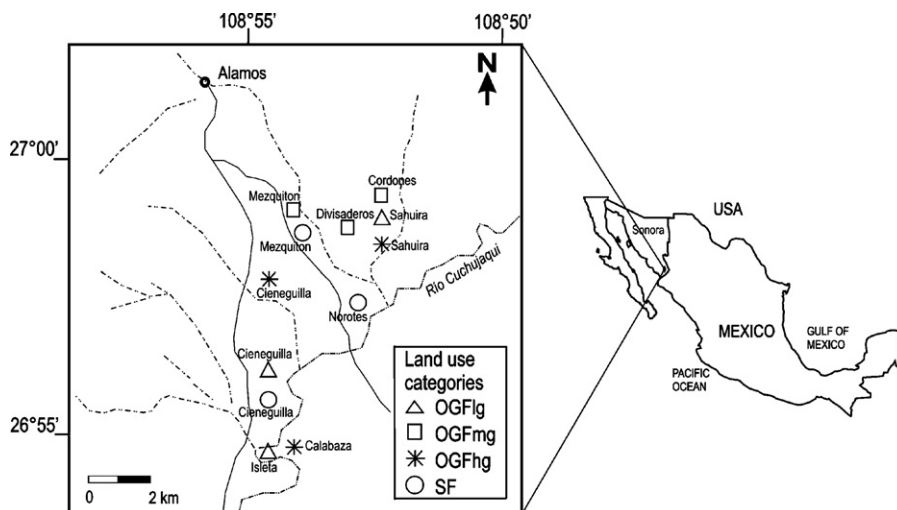 108°55'
108°50'
N
Alamos
27°00'
Cordones
Mezquiton
Divisaderos
Sahuira
Mezquiton
Sahuira
Río Cuchujaqui
Cieneguilla
Norotes
Cieneguilla
Cieneguilla
26°55'
Calabaza
Isleta
0 2 km
Land use
categories
OGFlg
OGFmg
OGFhg
SF
USA
Sonora
MEXICO
GULF OF
MEXICO
PACIFIC
OCEAN